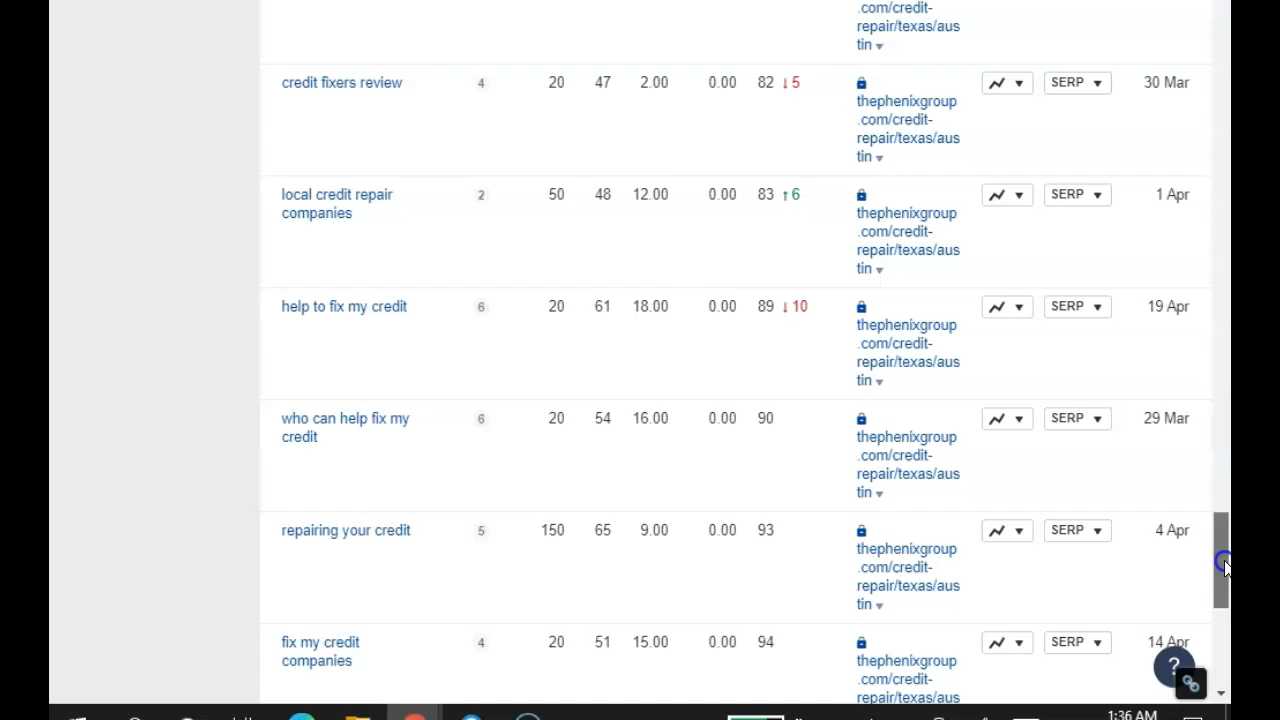 .com/credit-
repair/texas/aus
tin
credit fixers review 4 20 47 2.00 0.00 82 ↓5 thephenixgroup SERP 30 Mar
.com/credit-
repair/texas/aus
tin
local credit repair 2 50 48 12.00 0.00 83 ↑6 thephenixgroup SERP 1 Apr
companies .com/credit-
repair/texas/aus
tin
help to fix my credit 6 20 61 18.00 0.00 89 ↓10 thephenixgroup SERP 19 Apr
.com/credit-
repair/texas/aus
tin
who can help fix my 6 20 54 16.00 0.00 90 thephenixgroup SERP 29 Mar
credit .com/credit-
repair/texas/aus
tin
repairing your credit 5 150 65 9.00 0.00 93 thephenixgroup SERP 4 Apr
.com/credit-
repair/texas/aus
tin
fix my credit 4 20 51 15.00 0.00 94 thephenixgroup SERP 14 Apr
companies .com/credit-
repair/texas/aus
?
1:36 AM